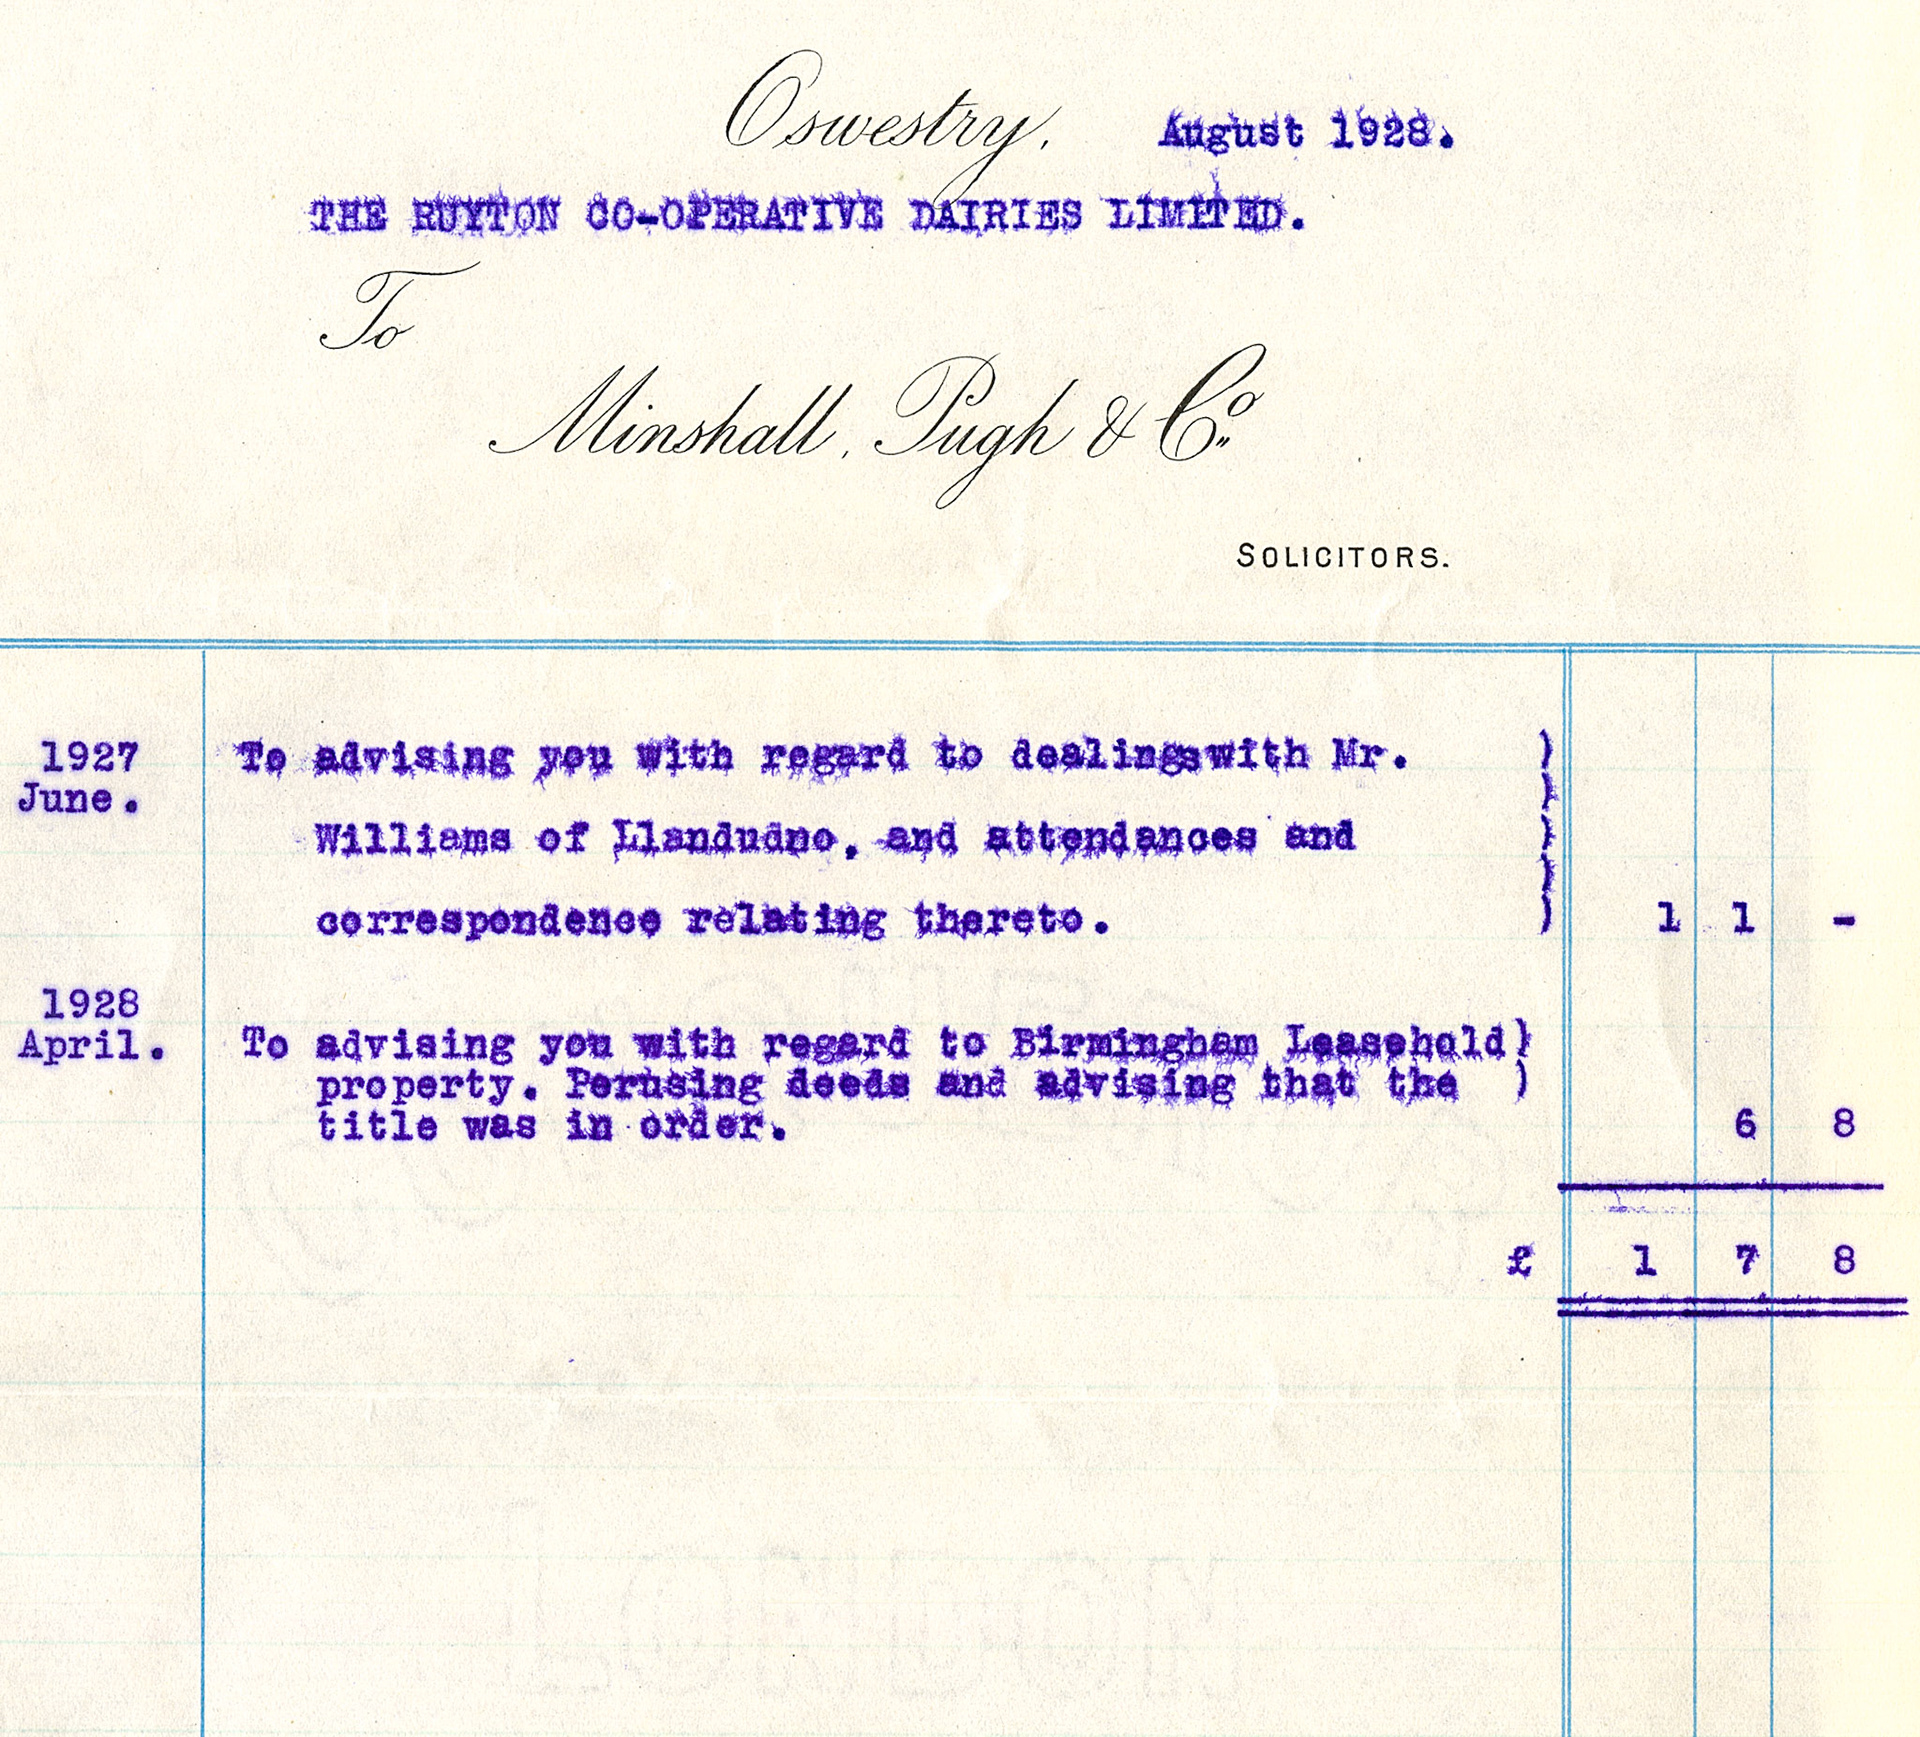 Oswestry, August 1928.
THE RUYTON CO-OPERATIVE DAIRIES LIMITED.
To
Minshall, Pugh & Co.
SOLICITORS.
1927 To advising you with regard to dealingswith Mr. )
June. )
Williams of Llandudno, and attendances and )
)
correspondence relating thereto. ) 1 1 -
1928
April. To advising you with regard to Birmingham Leasehold)
property. Perusing deeds and advising that the )
title was in order. 6 8
£ 1 7 8